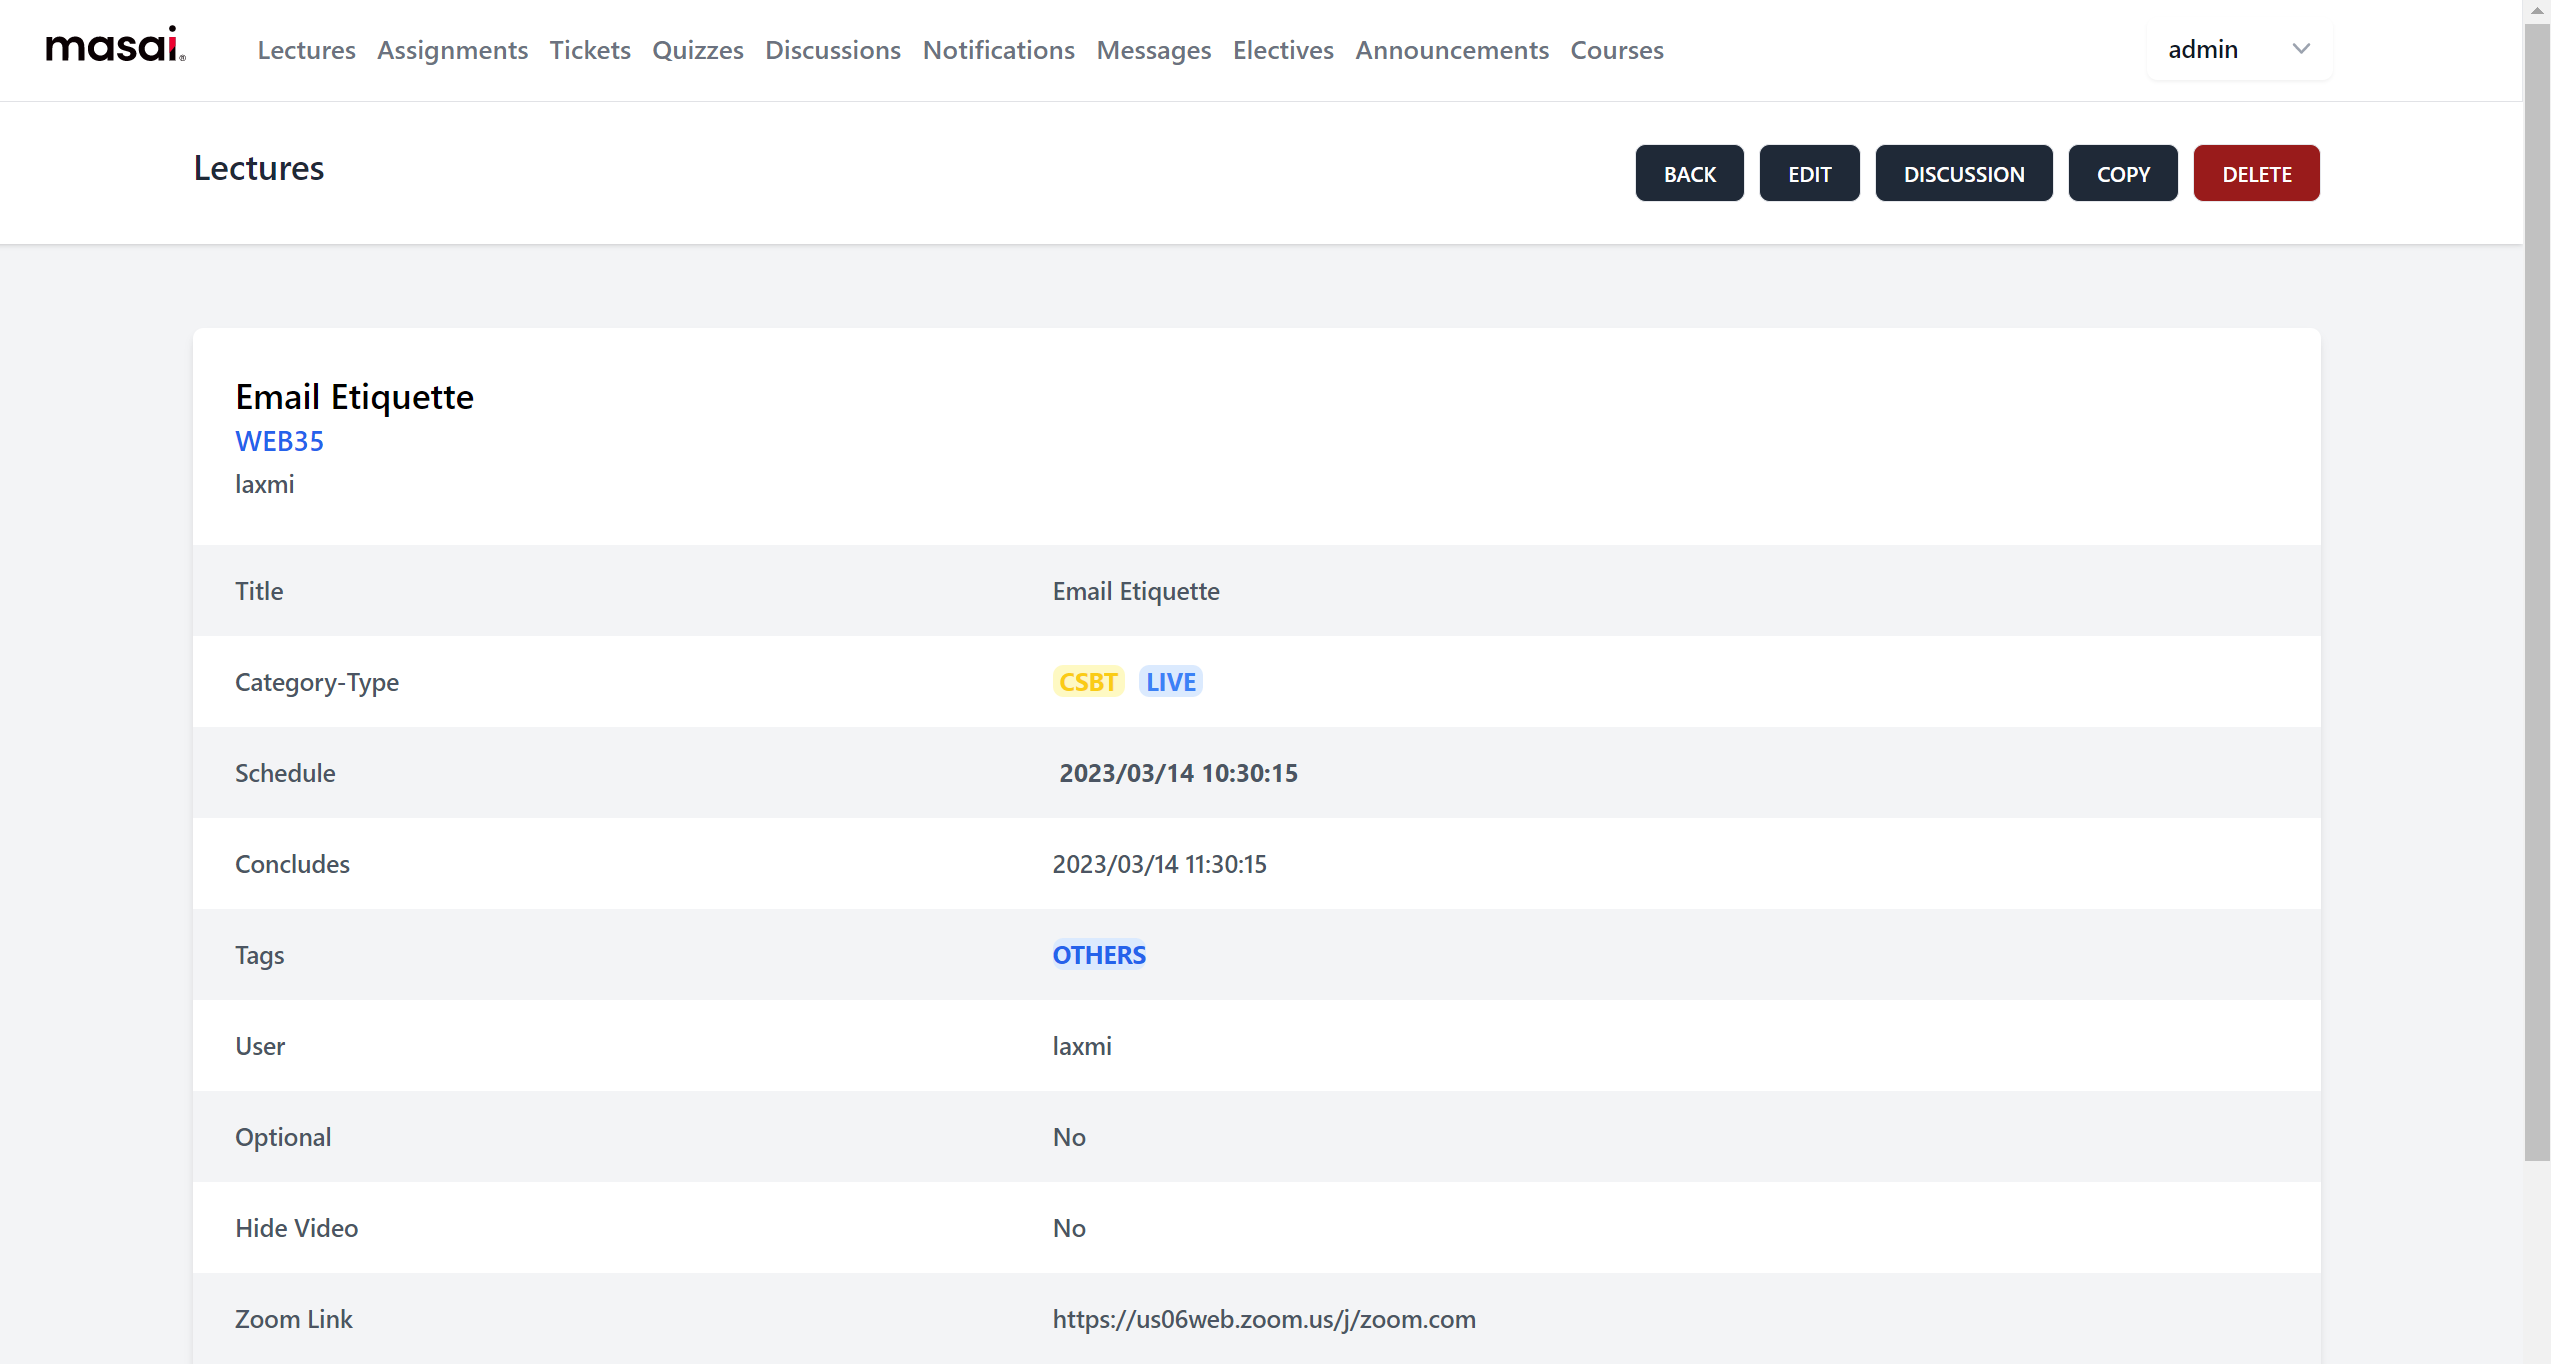 masai®
Lectures Assignments Tickets Quizzes Discussions Notifications Messages Electives Announcements Courses
admin
Lectures
BACK EDIT DISCUSSION COPY DELETE
Email Etiquette
WEB35
laxmi
Title Email Etiquette
Category-Type CSBT LIVE
Schedule 2023/03/14 10:30:15
Concludes 2023/03/14 11:30:15
Tags OTHERS
User laxmi
Optional No
Hide Video No
Zoom Link https://us06web.zoom.us/j/zoom.com